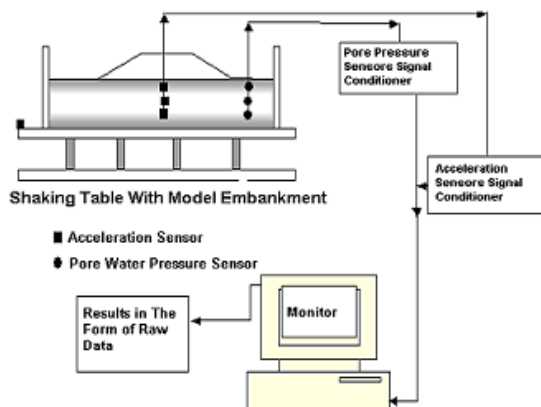 Pore Pressure
Sensors Signal
Conditioner
Acceleration
Sensore Signal
Conditioner
Shaking Table With Model Embankment
Acceleration Sensor
Pore Water Pressure Sensor
Results in The
Form of Raw
Data
Monitor